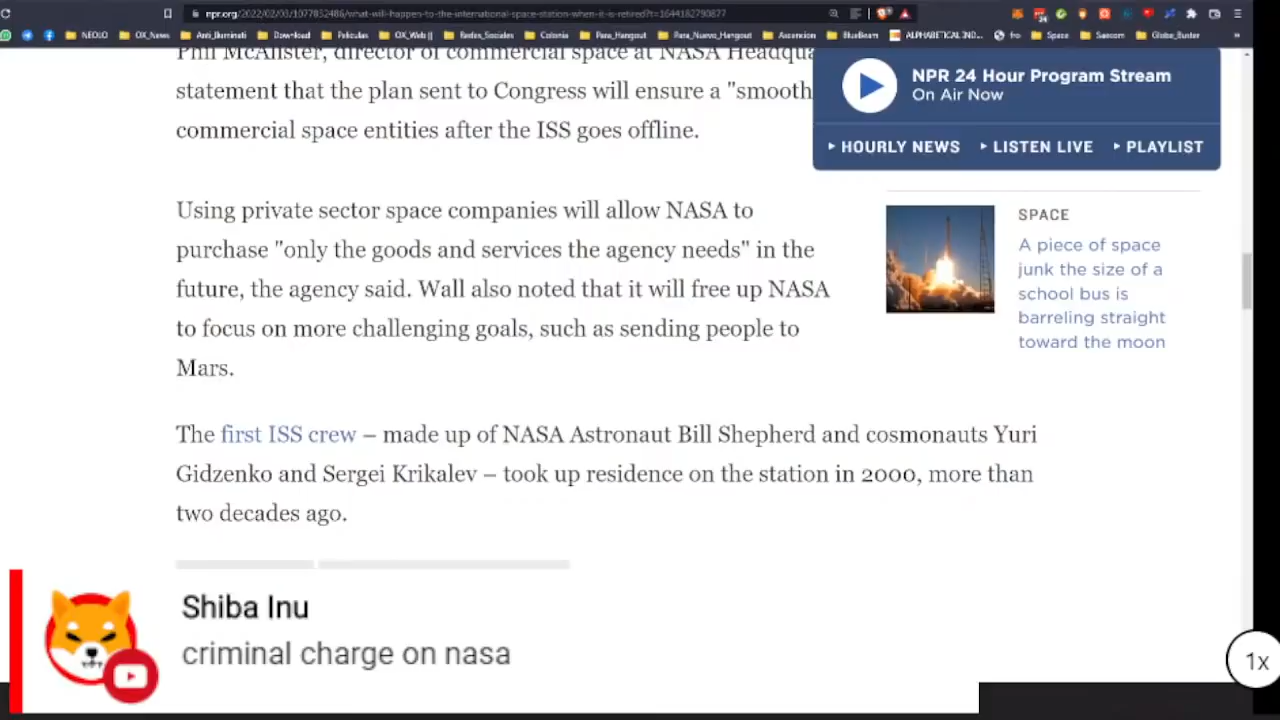 npr.org/2022/02/03/1077832486/what-will-happen-to-the-international-space-station-when-it-is-retired?t=1644182790877
NEOLO OX_News Anti_Iluminati Download Peliculas OX_Web || Redes_Sociales Colonia Para_Hangout Para_Nuevo_Hangout Ascencion BlueBeam ALPHABETICAL IND... fro Space Samcom Globe_Buster »
Phil McAlister, director of commercial space at NASA Headqua
statement that the plan sent to Congress will ensure a "smooth
commercial space entities after the ISS goes offline.
NPR 24 Hour Program Stream
On Air Now
HOURLY NEWS LISTEN LIVE PLAYLIST
Using private sector space companies will allow NASA to
purchase "only the goods and services the agency needs" in the
future, the agency said. Wall also noted that it will free up NASA
to focus on more challenging goals, such as sending people to
Mars.
SPACE
A piece of space
junk the size of a
school bus is
barreling straight
toward the moon
The first ISS crew – made up of NASA Astronaut Bill Shepherd and cosmonauts Yuri
Gidzenko and Sergei Krikalev – took up residence on the station in 2000, more than
two decades ago.
Shiba Inu
criminal charge on nasa
1x